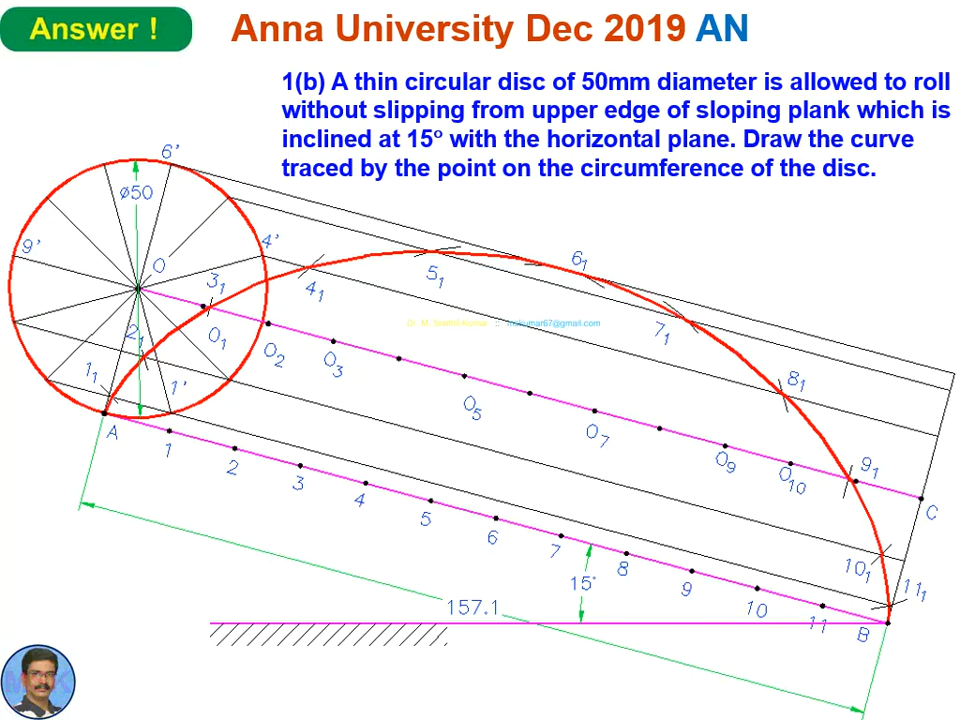 Answer !
Anna University Dec 2019 AN
1(b) A thin circular disc of 50mm diameter is allowed to roll
without slipping from upper edge of sloping plank which is
inclined at 15° with the horizontal plane. Draw the curve
traced by the point on the circumference of the disc.
6'
ø50
9'
O
4'
3₁
4₁
5₁
6₁
7₁
8₁
9₁
10₁
11₁
2₁
1₁
1'
O₁
O₂
O₃
O₅
O₇
O₉
O₁₀
C
A
1
2
3
4
5
6
7
8
9
10
11
B
15°
157.1